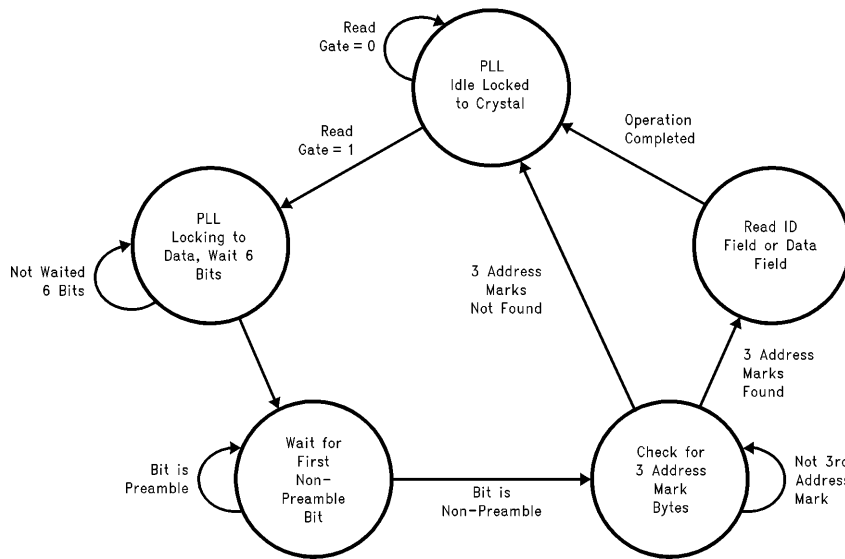 Read
Gate = 0
PLL
Idle Locked
to Crystal
Operation
Completed
Read
Gate = 1
PLL
Locking to
Data, Wait 6
Bits
Read ID
Field or Data
Field
Not Waited
6 Bits
3 Address
Marks
Not Found
3 Address
Marks
Found
Wait for
First
Non-
Preamble
Bit
Check for
3 Address
Mark
Bytes
Bit is
Preamble
Not 3rd
Address
Mark
Bit is
Non-Preamble